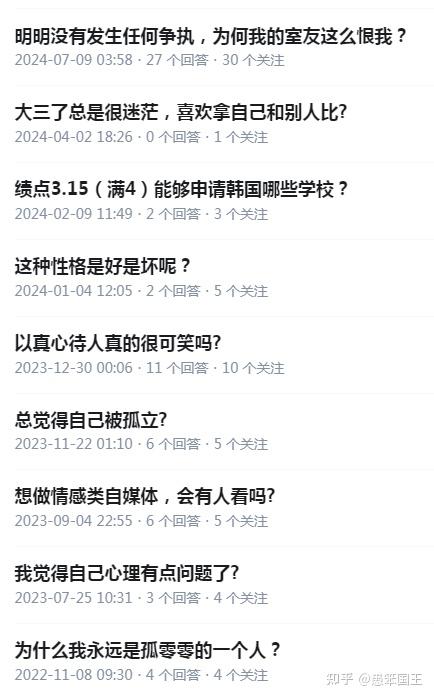 明明没有发生任何争执，为何我的室友这么恨我？
2024-07-09 03:58 · 27 个回答 · 30 个关注
大三了总是很迷茫，喜欢拿自己和别人比?
2024-04-02 18:26 · 0 个回答 · 1 个关注
绩点3.15（满4）能够申请韩国哪些学校？
2024-02-09 11:49 · 2 个回答 · 3 个关注
这种性格是好是坏呢？
2024-01-04 12:05 · 2 个回答 · 5 个关注
以真心待人真的很可笑吗?
2023-12-30 00:06 · 11 个回答 · 10 个关注
总觉得自己被孤立?
2023-11-22 01:10 · 6 个回答 · 5 个关注
想做情感类自媒体，会有人看吗?
2023-09-04 22:55 · 6 个回答 · 5 个关注
我觉得自己心理有点问题了?
2023-07-25 10:31 · 3 个回答 · 4 个关注
为什么我永远是孤零零的一个人？
2022-11-08 09:30 · 4 个回答 · 4 个关注
知乎 @愚笨国王